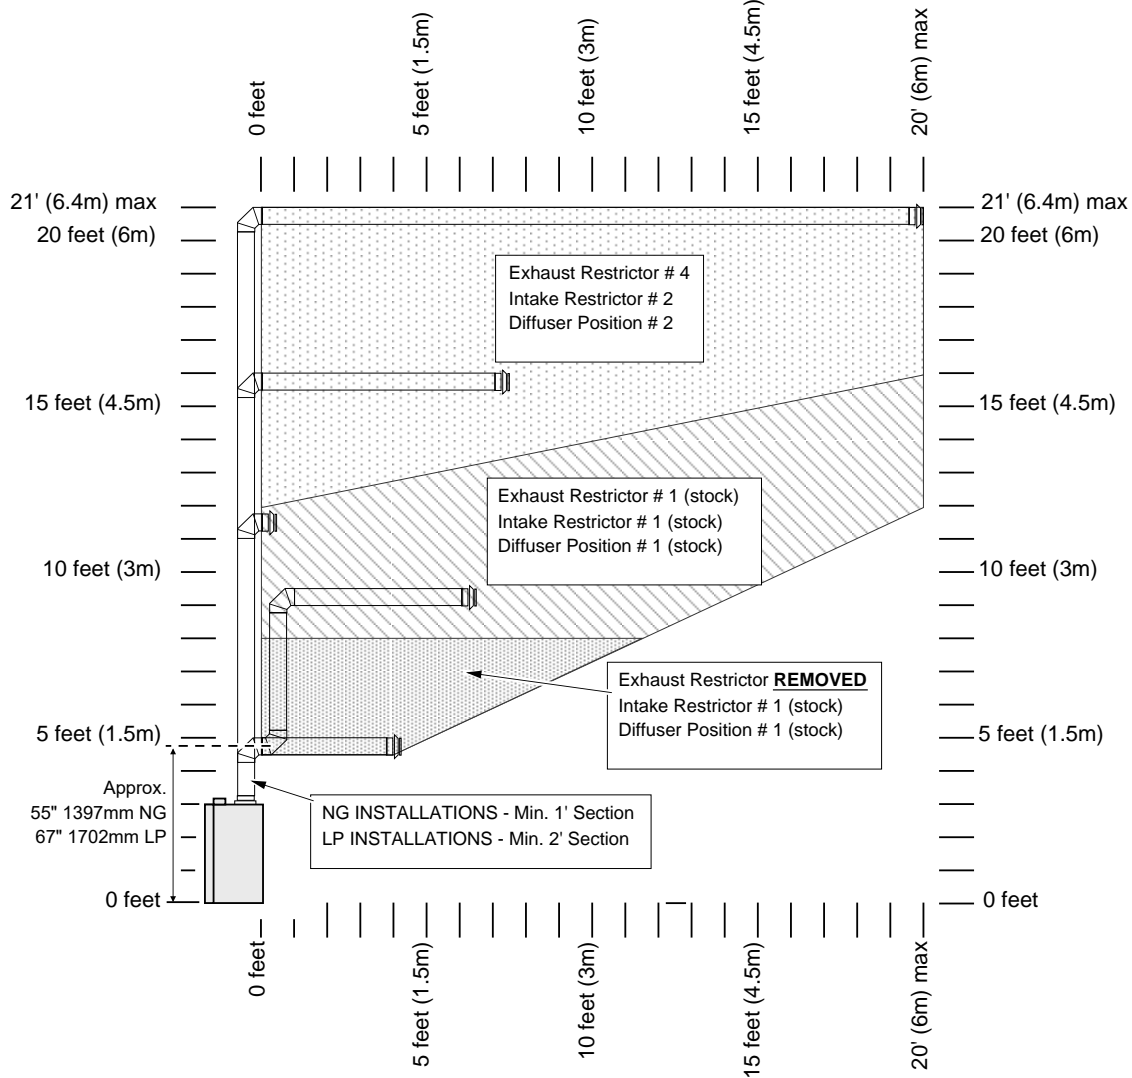 0 feet
5 feet (1.5m)
10 feet (3m)
15 feet (4.5m)
20' (6m) max
21' (6.4m) max
21' (6.4m) max
20 feet (6m)
20 feet (6m)
Exhaust Restrictor # 4
Intake Restrictor # 2
Diffuser Position # 2
15 feet (4.5m)
15 feet (4.5m)
Exhaust Restrictor # 1 (stock)
Intake Restrictor # 1 (stock)
Diffuser Position # 1 (stock)
10 feet (3m)
10 feet (3m)
Exhaust Restrictor REMOVED
Intake Restrictor # 1 (stock)
Diffuser Position # 1 (stock)
5 feet (1.5m)
5 feet (1.5m)
Approx.
55" 1397mm NG
67" 1702mm LP
NG INSTALLATIONS - Min. 1' Section
LP INSTALLATIONS - Min. 2' Section
0 feet
0 feet
0 feet
5 feet (1.5m)
10 feet (3m)
15 feet (4.5m)
20' (6m) max